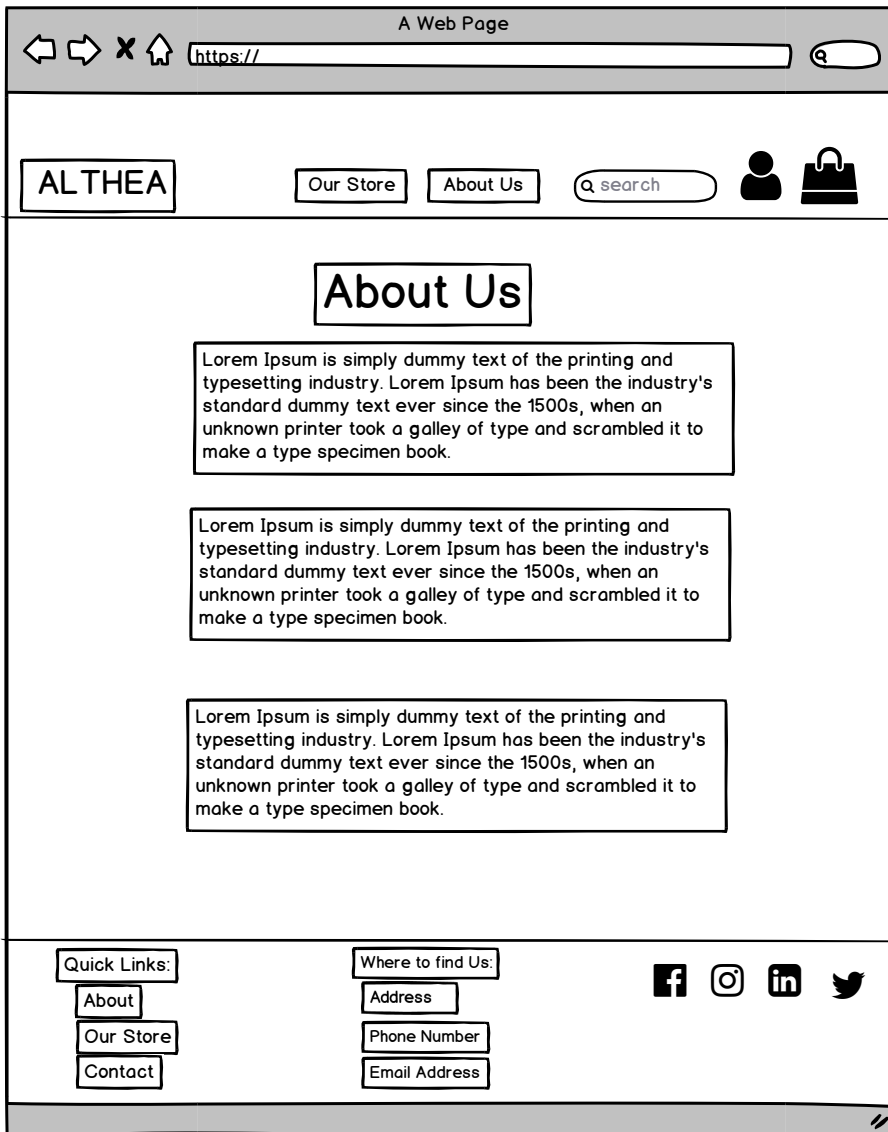 A Web Page
https://
ALTHEA
Our Store
About Us
search
About Us
Lorem Ipsum is simply dummy text of the printing and
typesetting industry. Lorem Ipsum has been the industry's
standard dummy text ever since the 1500s, when an
unknown printer took a galley of type and scrambled it to
make a type specimen book.
Lorem Ipsum is simply dummy text of the printing and
typesetting industry. Lorem Ipsum has been the industry's
standard dummy text ever since the 1500s, when an
unknown printer took a galley of type and scrambled it to
make a type specimen book.
Lorem Ipsum is simply dummy text of the printing and
typesetting industry. Lorem Ipsum has been the industry's
standard dummy text ever since the 1500s, when an
unknown printer took a galley of type and scrambled it to
make a type specimen book.
Quick Links:
About
Our Store
Contact
Where to find Us:
Address
Phone Number
Email Address